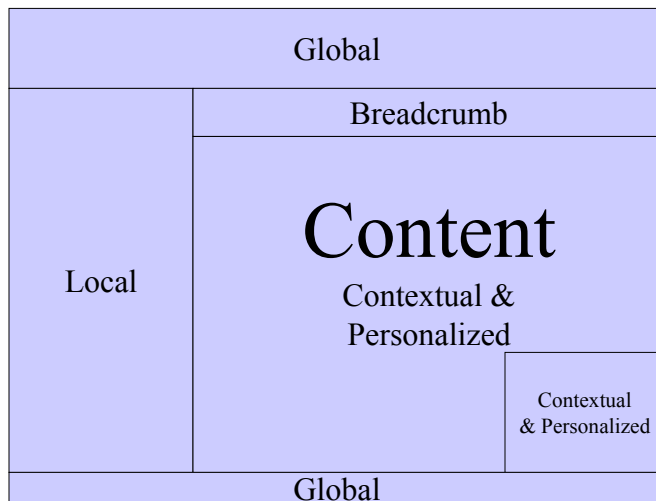 Global
Breadcrumb
Local
Content
Contextual &
Personalized
Contextual
& Personalized
Global